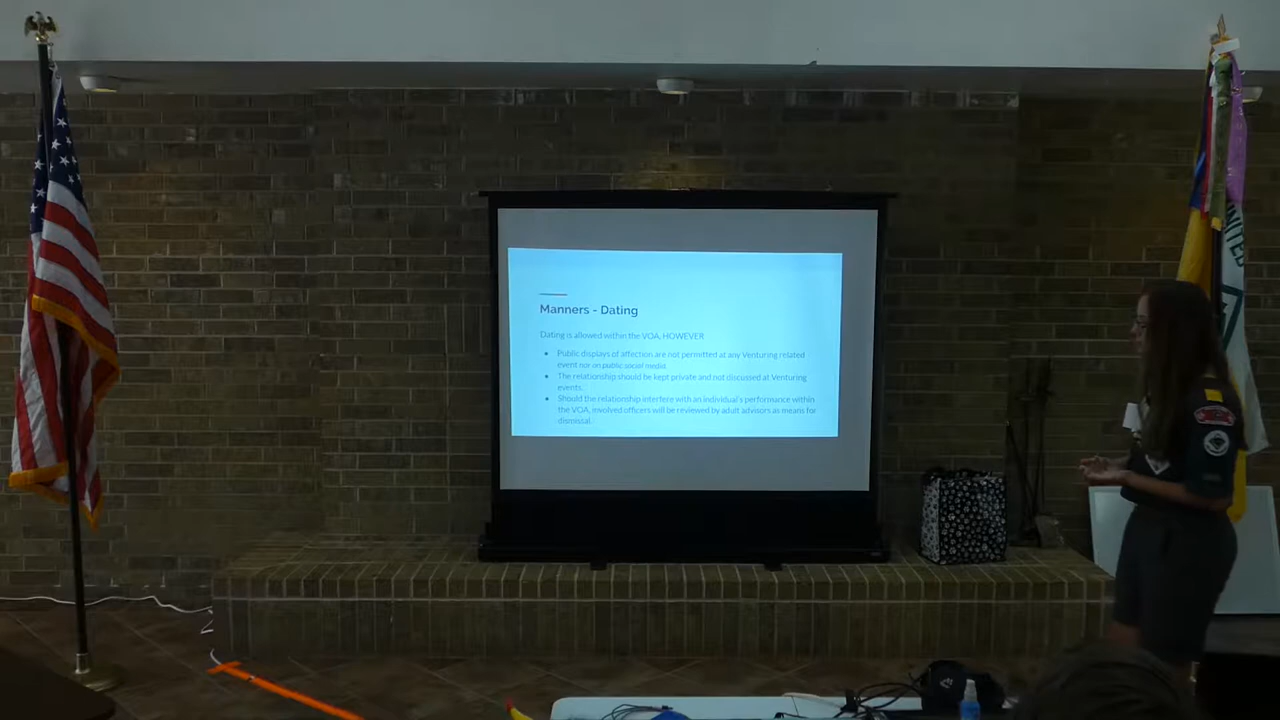 Manners - Dating
Dating is allowed within the VOA, HOWEVER
● Public displays of affection are not permitted at any Venturing related
event nor on public social media.
● The relationship should be kept private and not discussed at Venturing
events.
● Should the relationship interfere with an individual's performance within
the VOA, involved officers will be reviewed by adult advisors as means for
dismissal.
UNITED